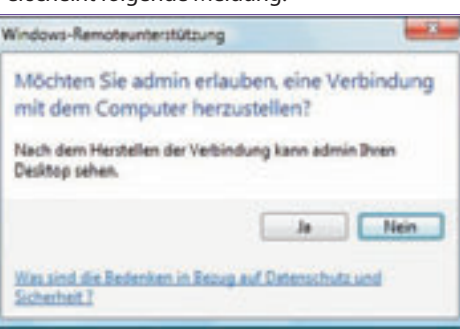 erscheint folgende Meldung:
Windows-Remoteunterstützung
Möchten Sie admin erlauben, eine Verbindung
mit dem Computer herzustellen?
Nach dem Herstellen der Verbindung kann admin Ihren
Desktop sehen.
Ja Nein
Was sind die Bedenken in Bezug auf Datenschutz und
Sicherheit?